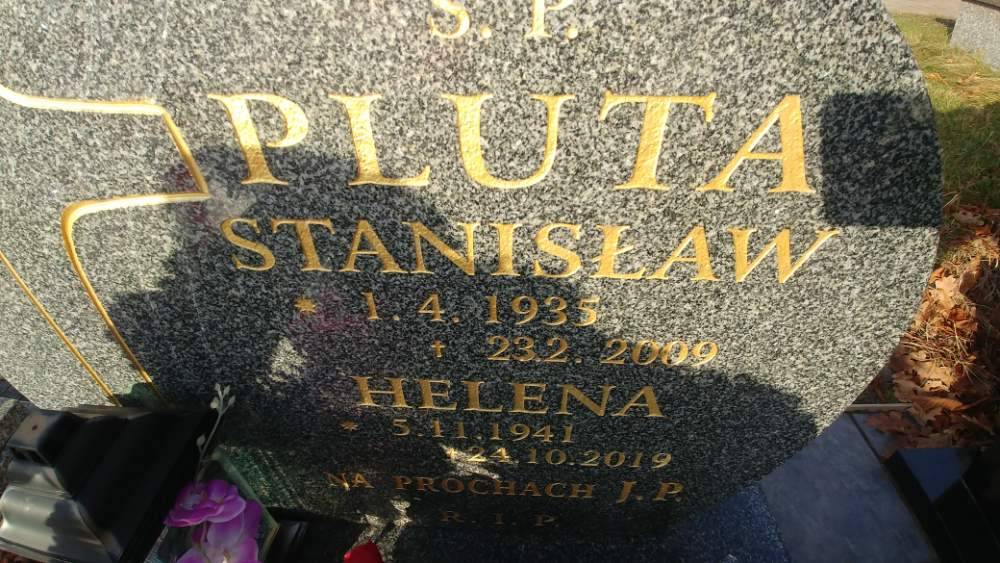 S. P.
PLUTA
STANISŁAW
* 1. 4. 1935
† 23.2. 2009
HELENA
* 5.11.1941
† 24.10.2019
NA PROCHACH J.P.
R. I. P.